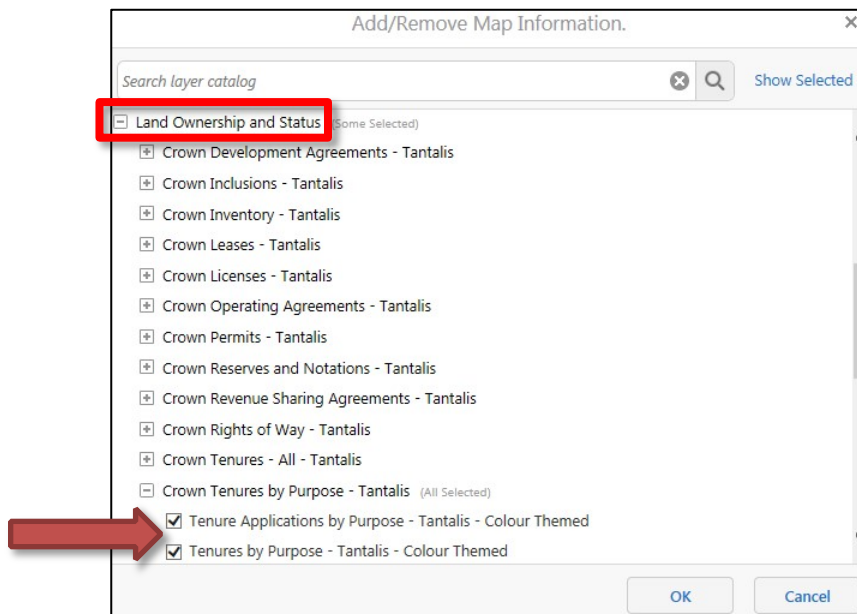 Add/Remove Map Information.
Search layer catalog
Show Selected
Land Ownership and Status (Some Selected)
Crown Development Agreements - Tantalis
Crown Inclusions - Tantalis
Crown Inventory - Tantalis
Crown Leases - Tantalis
Crown Licenses - Tantalis
Crown Operating Agreements - Tantalis
Crown Permits - Tantalis
Crown Reserves and Notations - Tantalis
Crown Revenue Sharing Agreements - Tantalis
Crown Rights of Way - Tantalis
Crown Tenures - All - Tantalis
Crown Tenures by Purpose - Tantalis (All Selected)
Tenure Applications by Purpose - Tantalis - Colour Themed
Tenures by Purpose - Tantalis - Colour Themed
OK Cancel